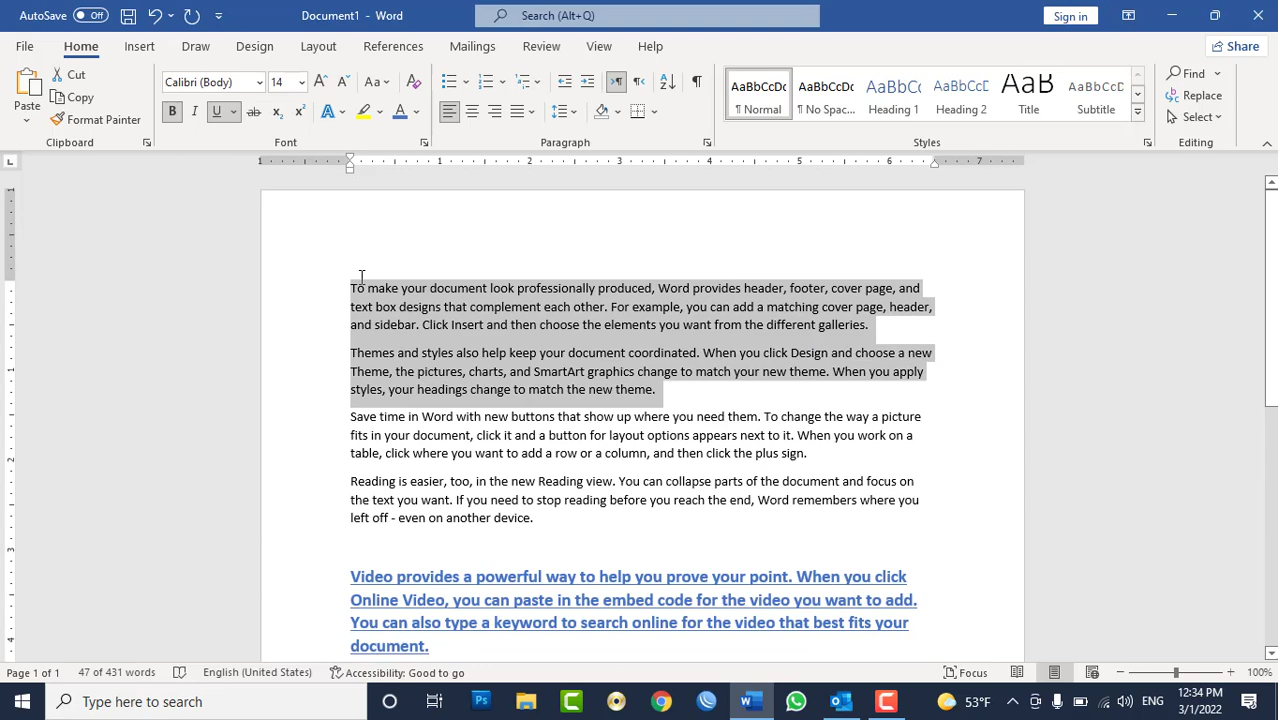 AutoSave Off Document1 - Word Search (Alt+Q) Sign in
File Home Insert Draw Design Layout References Mailings Review View Help Share
Paste Cut Copy Format Painter
Calibri (Body) 14 Aa
AaBbCcDc AaBbCcDc AaBbCc AaBbCcD AaB AaBbCcD
¶ Normal ¶ No Spac... Heading 1 Heading 2 Title Subtitle
Find Replace Select
Clipboard Font Paragraph Styles Editing
1 1 2 3 4 5 6 7
To make your document look professionally produced, Word provides header, footer, cover page, and
text box designs that complement each other. For example, you can add a matching cover page, header,
and sidebar. Click Insert and then choose the elements you want from the different galleries.
Themes and styles also help keep your document coordinated. When you click Design and choose a new
Theme, the pictures, charts, and SmartArt graphics change to match your new theme. When you apply
styles, your headings change to match the new theme.
Save time in Word with new buttons that show up where you need them. To change the way a picture
fits in your document, click it and a button for layout options appears next to it. When you work on a
table, click where you want to add a row or a column, and then click the plus sign.
Reading is easier, too, in the new Reading view. You can collapse parts of the document and focus on
the text you want. If you need to stop reading before you reach the end, Word remembers where you
left off - even on another device.
Video provides a powerful way to help you prove your point. When you click
Online Video, you can paste in the embed code for the video you want to add.
You can also type a keyword to search online for the video that best fits your
document.
Page 1 of 1 47 of 431 words English (United States) Accessibility: Good to go Focus 100%
Type here to search 53°F ENG 12:34 PM
3/1/2022